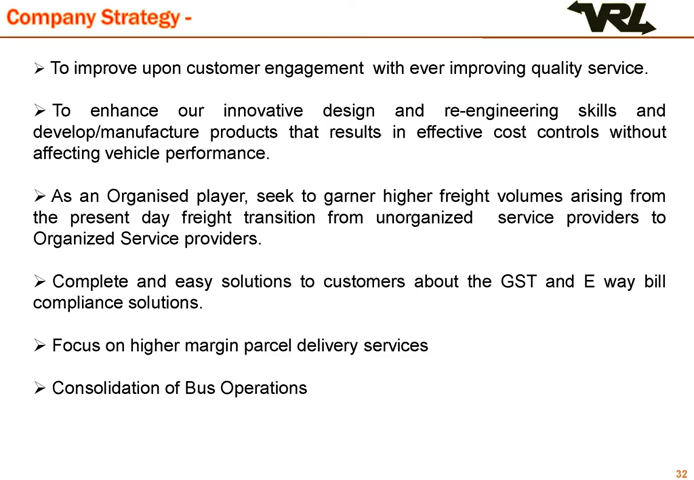 Company Strategy -
VRL
➢ To improve upon customer engagement with ever improving quality service.
➢ To enhance our innovative design and re-engineering skills and
develop/manufacture products that results in effective cost controls without
affecting vehicle performance.
➢ As an Organised player, seek to garner higher freight volumes arising from
the present day freight transition from unorganized service providers to
Organized Service providers.
➢ Complete and easy solutions to customers about the GST and E way bill
compliance solutions.
➢ Focus on higher margin parcel delivery services
➢ Consolidation of Bus Operations
32